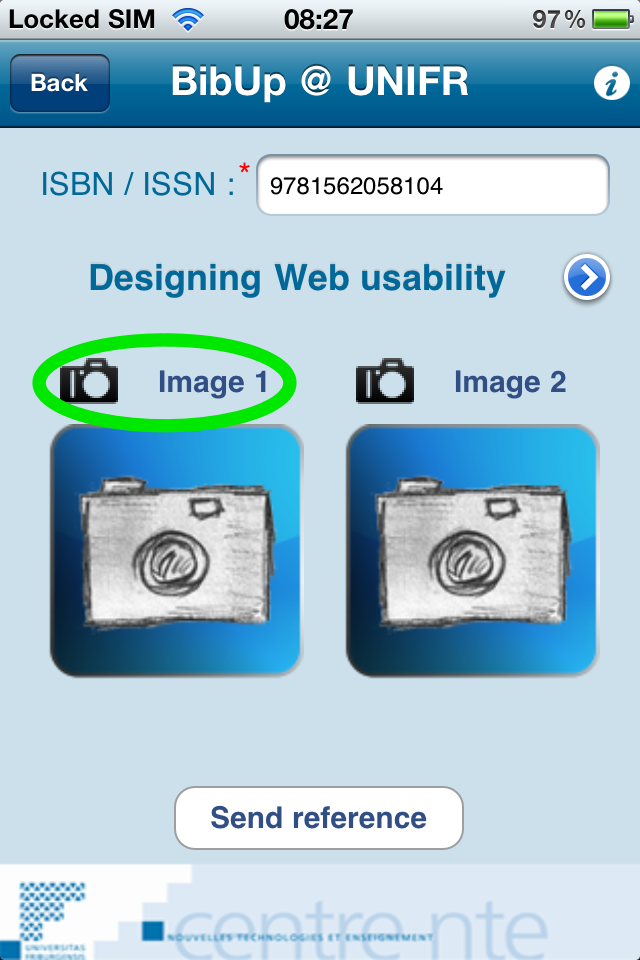 Locked SIM 08:27 97%
Back BibUp @ UNIFR i
ISBN / ISSN : * 9781562058104
Designing Web usability
Image 1 Image 2
Send reference
centre nte
NOUVELLES TECHNOLOGIES ET ENSEIGNEMENT
UNIVERSITAS
FRIBURGENSIS